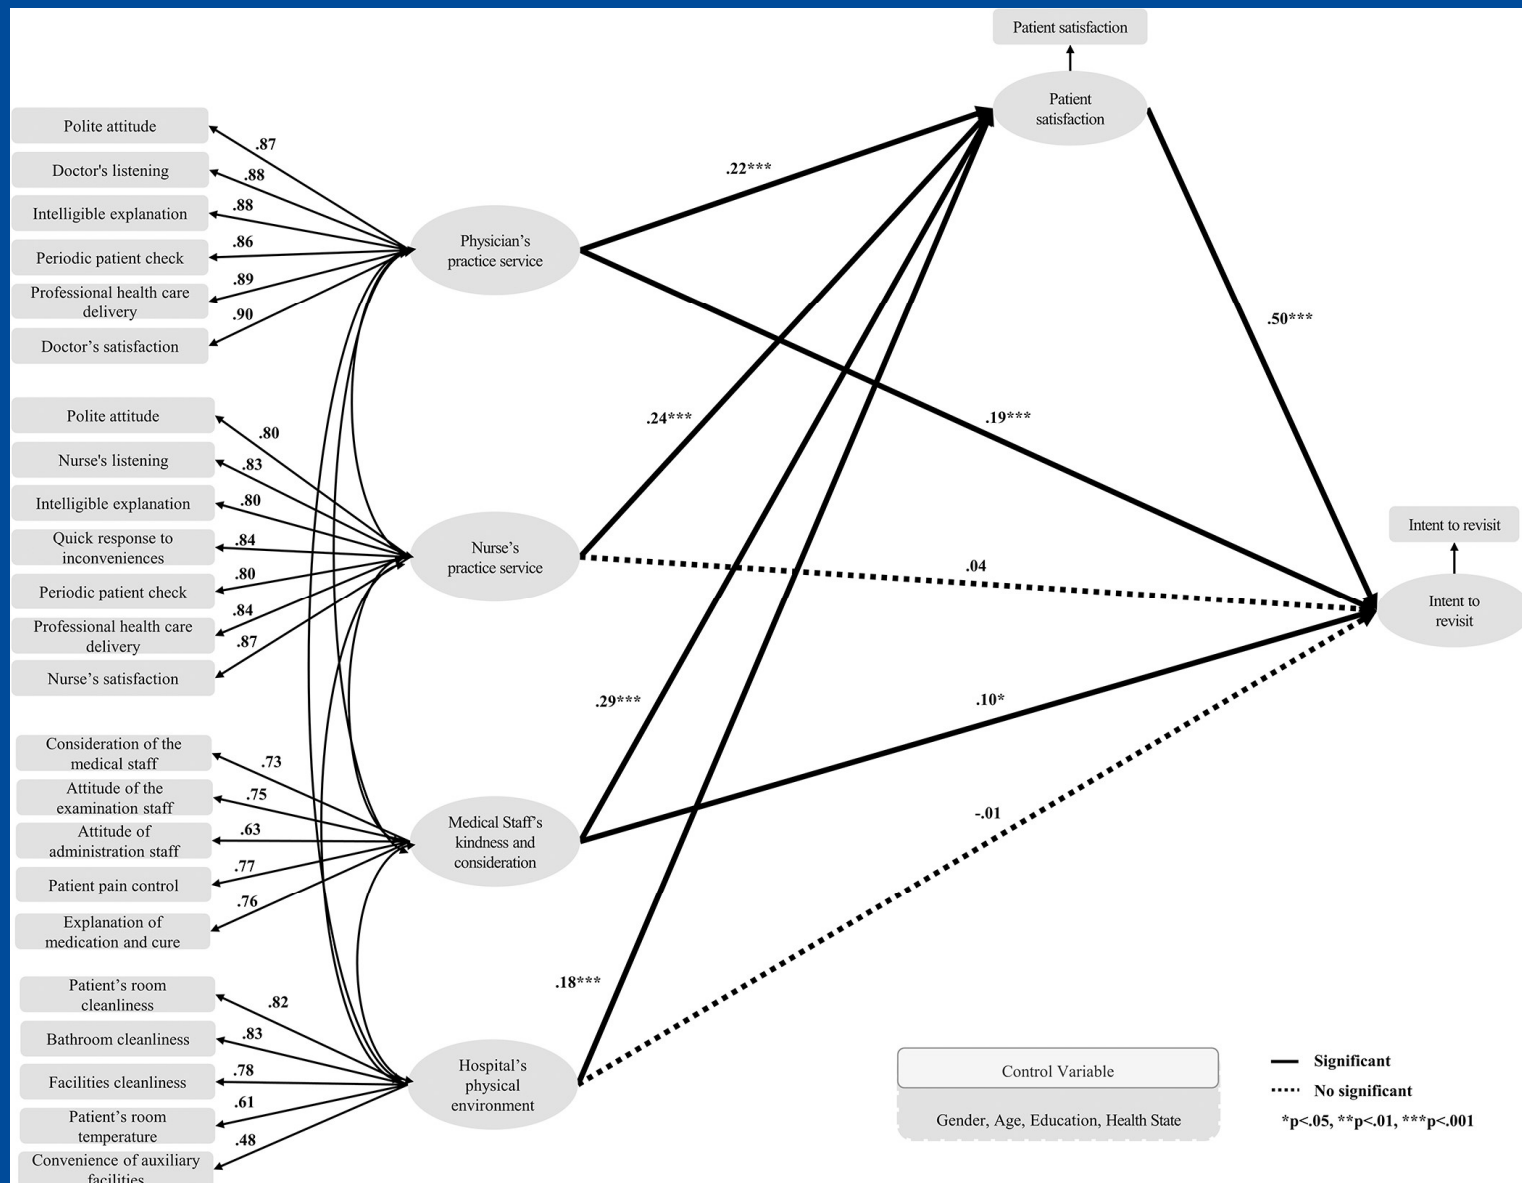 Patient satisfaction
Patient
satisfaction
Polite attitude
Doctor's listening
Intelligible explanation
Periodic patient check
Professional health care
delivery
Doctor’s satisfaction
.87
.88
.88
.86
.89
.90
Physician’s
practice service
.22***
.19***
.50***
Polite attitude
Nurse's listening
Intelligible explanation
Quick response to
inconveniences
Periodic patient check
Professional health care
delivery
Nurse’s satisfaction
.80
.83
.80
.84
.80
.84
.87
Nurse’s
practice service
.24***
.04
Intent to revisit
Intent to
revisit
Consideration of the
medical staff
Attitude of the
examination staff
Attitude of
administration staff
Patient pain control
Explanation of
medication and cure
.73
.75
.63
.77
.76
Medical Staff’s
kindness and
consideration
.29***
.10*
-.01
Patient’s room
cleanliness
Bathroom cleanliness
Facilities cleanliness
Patient’s room
temperature
Convenience of auxiliary
facilities
.82
.83
.78
.61
.48
Hospital’s
physical
environment
.18***
Control Variable
Gender, Age, Education, Health State
Significant
No significant
*p<.05, **p<.01, ***p<.001